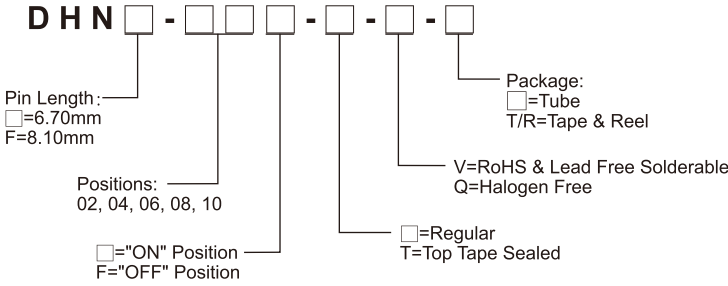 DHN□-□□□-□-□-□
Pin Length:
□=6.70mm
F=8.10mm
Positions:
02, 04, 06, 08, 10
□="ON" Position
F="OFF" Position
□=Regular
T=Top Tape Sealed
V=RoHS & Lead Free Solderable
Q=Halogen Free
Package:
□=Tube
T/R=Tape & Reel